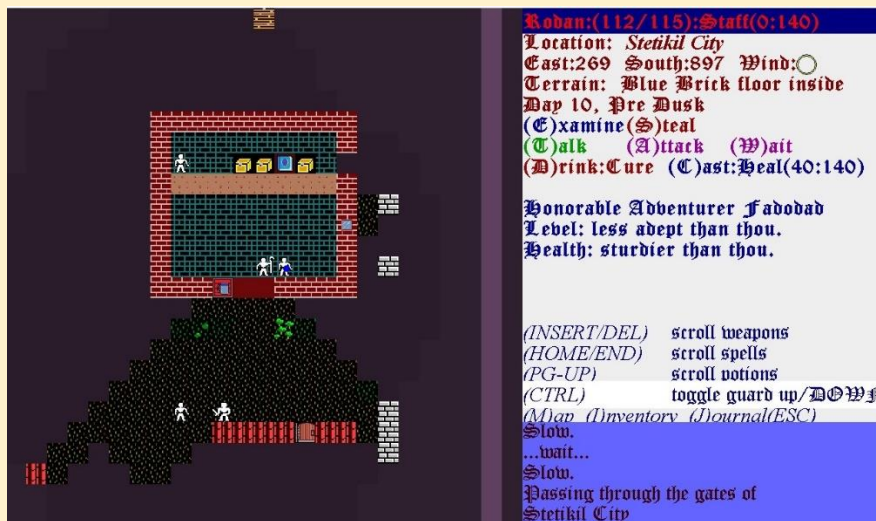 Rodan:(112/115):Staff(0:140)
Location: Stetikil City
East:269 South:897 Wind:
Terrain: Blue Brick floor inside
Day 10, Pre Dusk
(E)xamine (S)teal
(T)alk (A)ttack (W)ait
(D)rink:Cure (C)ast:Heal(40:140)
Honorable Adventurer Fadodad
Level: less adept than thou.
Health: sturdier than thou.
(INSERT/DEL) scroll weapons
(HOME/END) scroll spells
(PG-UP) scroll potions
(CTRL) toggle guard up/DOWN
(M)ap (I)nventory (J)ournal(ESC)
Slow.
...wait...
Slow.
Passing through the gates of
Stetikil City